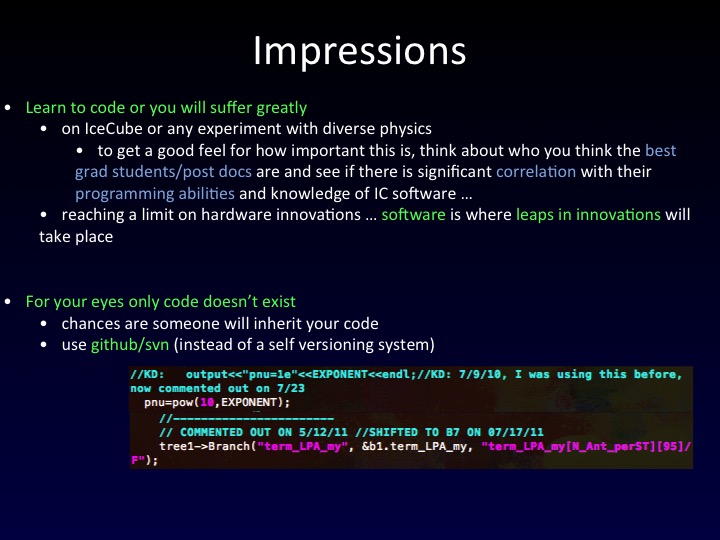 Impressions
• Learn to code or you will suffer greatly
• on IceCube or any experiment with diverse physics
• to get a good feel for how important this is, think about who you think the best
grad students/post docs are and see if there is significant correlation with their
programming abilities and knowledge of IC software …
• reaching a limit on hardware innovations … software is where leaps in innovations will
take place
• For your eyes only code doesn’t exist
• chances are someone will inherit your code
• use github/svn (instead of a self versioning system)
//KD: output<<"pnu=1e"<<EXPONENT<<endl;//KD: 7/9/10, I was using this before,
now commented out on 7/23
pnu=pow(10,EXPONENT);
//-----------------------
// COMMENTED OUT ON 5/12/11 //SHIFTED TO B7 ON 07/17/11
tree1->Branch("term_LPA_my", &b1.term_LPA_my, "term_LPA_my[N_Ant_perST][95]/
F");